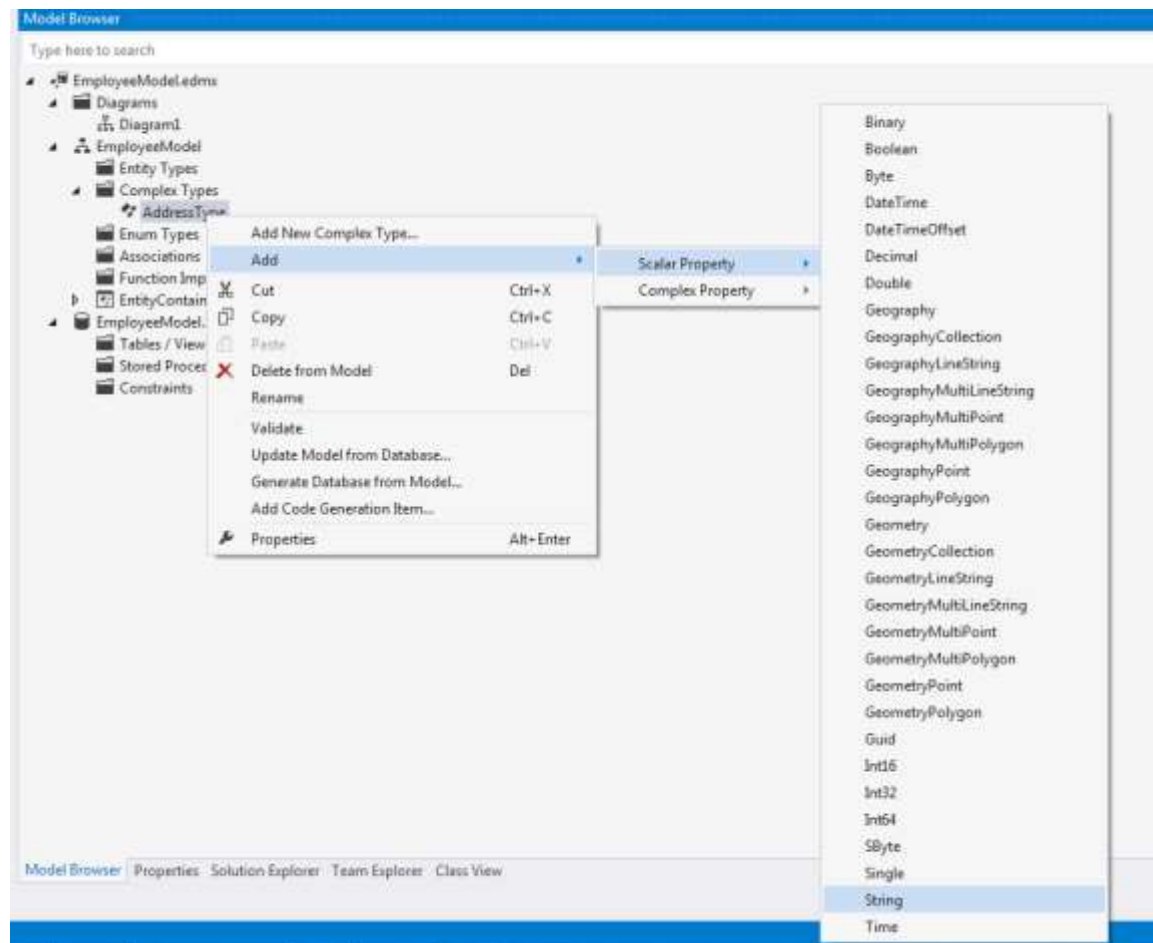 Model Browser
Type here to search
EmployeeModel.edmx
Diagrams
Diagram1
EmployeeModel
Entity Types
Complex Types
AddressType
Enum Types
Associations
Function Imp
EntityContain
EmployeeModel.
Tables / View
Stored Proced
Constraints
Add New Complex Type...
Add
Cut Ctrl+X
Copy Ctrl+C
Paste Ctrl+V
Delete from Model Del
Rename
Validate
Update Model from Database...
Generate Database from Model...
Add Code Generation Item...
Properties Alt+Enter
Scalar Property
Complex Property
Binary
Boolean
Byte
DateTime
DateTimeOffset
Decimal
Double
Geography
GeographyCollection
GeographyLineString
GeographyMultiLineString
GeographyMultiPoint
GeographyMultiPolygon
GeographyPoint
GeographyPolygon
Geometry
GeometryCollection
GeometryLineString
GeometryMultiLineString
GeometryMultiPoint
GeometryMultiPolygon
GeometryPoint
GeometryPolygon
Guid
Int16
Int32
Int64
SByte
Single
String
Time
Model Browser Properties Solution Explorer Team Explorer Class View